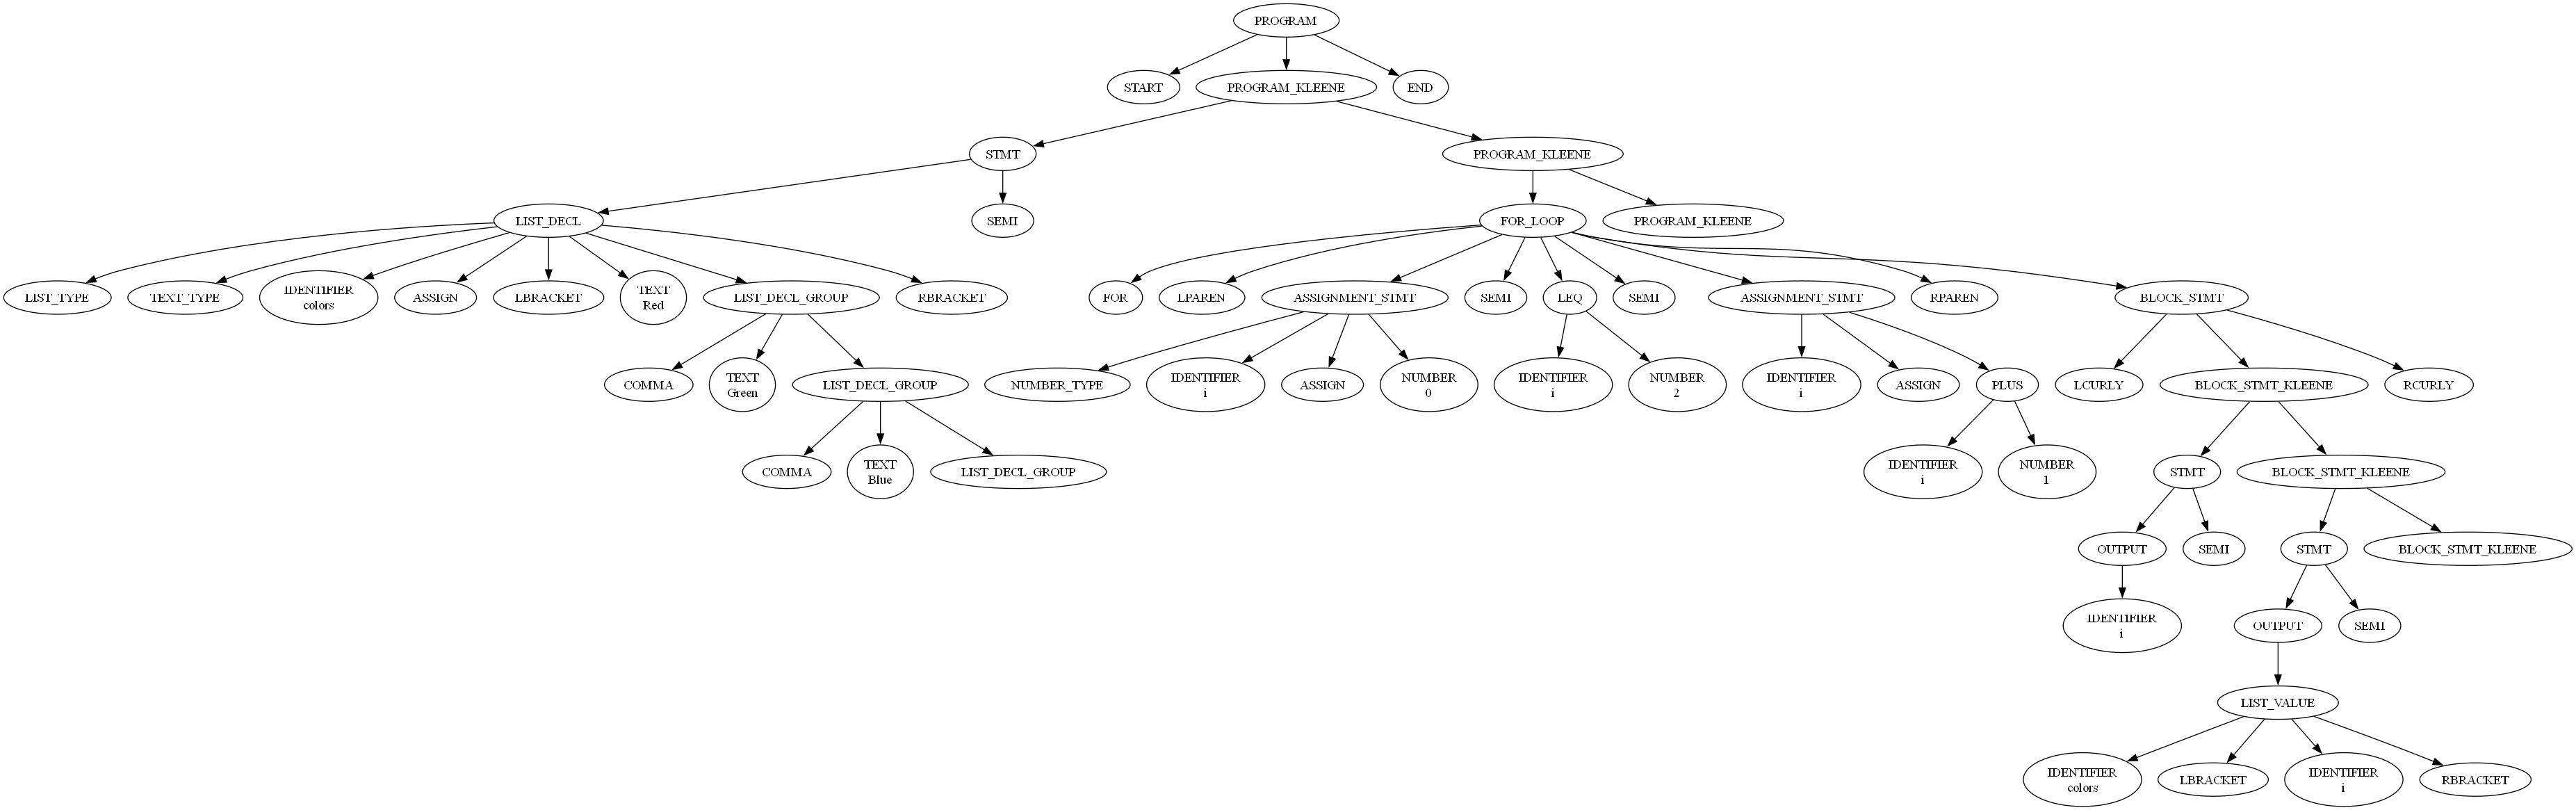 PROGRAM
START
PROGRAM_KLEENE
END
STMT
PROGRAM_KLEENE
LIST_DECL
SEMI
FOR_LOOP
PROGRAM_KLEENE
LIST_TYPE
TEXT_TYPE
IDENTIFIER
colors
ASSIGN
LBRACKET
TEXT
Red
LIST_DECL_GROUP
RBRACKET
FOR
LPAREN
ASSIGNMENT_STMT
SEMI
LEQ
SEMI
ASSIGNMENT_STMT
RPAREN
BLOCK_STMT
COMMA
TEXT
Green
LIST_DECL_GROUP
NUMBER_TYPE
IDENTIFIER
i
ASSIGN
NUMBER
0
IDENTIFIER
i
NUMBER
2
IDENTIFIER
i
ASSIGN
PLUS
LCURLY
BLOCK_STMT_KLEENE
RCURLY
COMMA
TEXT
Blue
LIST_DECL_GROUP
IDENTIFIER
i
NUMBER
1
STMT
BLOCK_STMT_KLEENE
OUTPUT
SEMI
STMT
BLOCK_STMT_KLEENE
IDENTIFIER
i
OUTPUT
SEMI
LIST_VALUE
IDENTIFIER
colors
LBRACKET
IDENTIFIER
i
RBRACKET